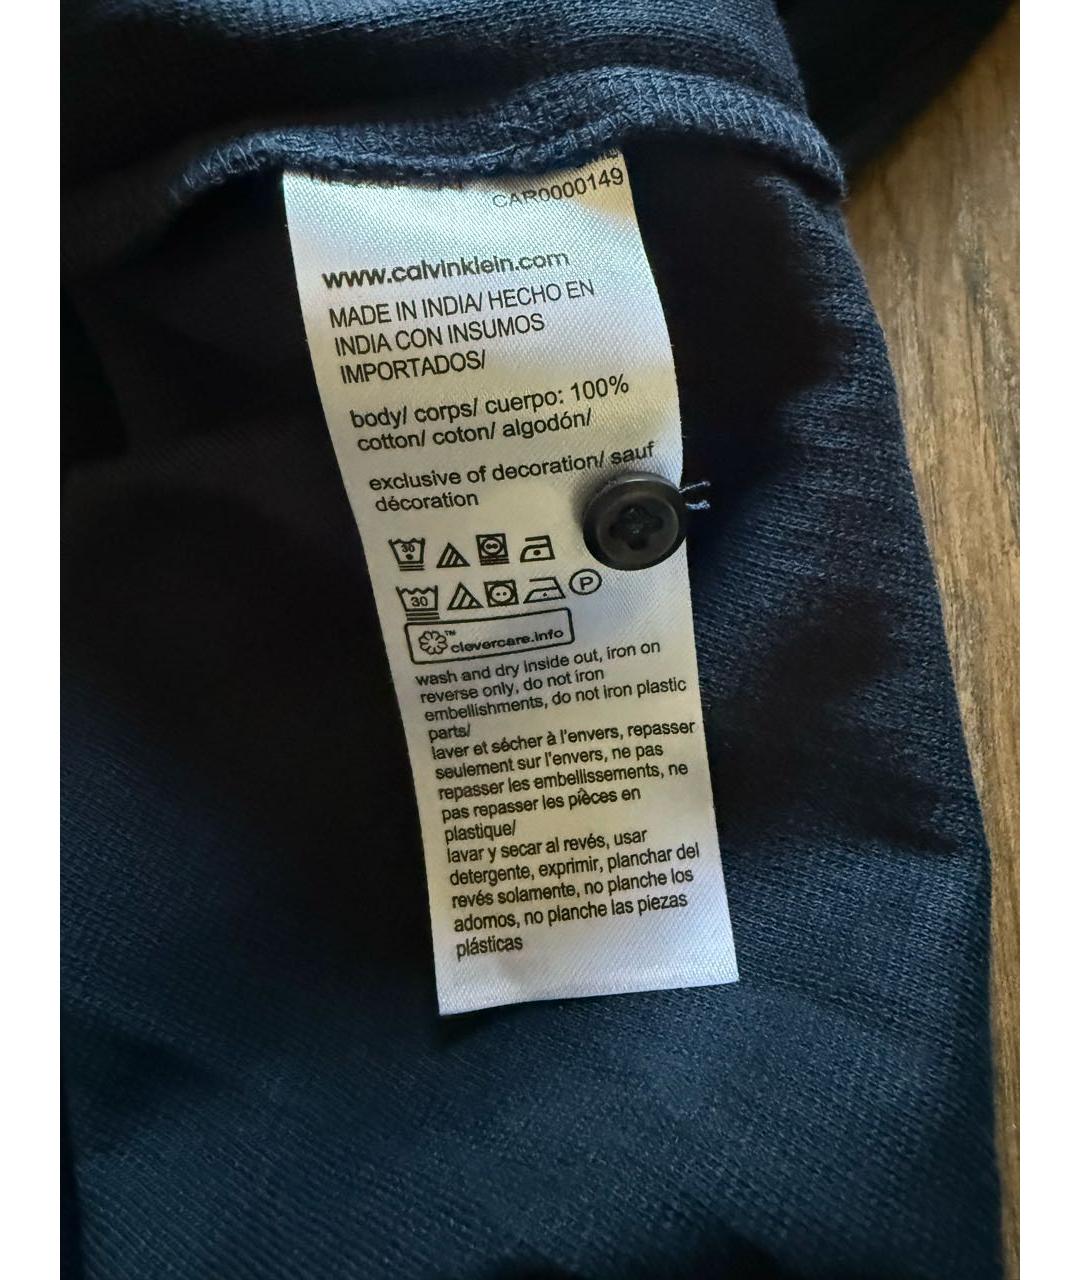 CAR0000149
www.calvinklein.com
MADE IN INDIA/ HECHO EN
INDIA CON INSUMOS
IMPORTADOS/
body/ corps/ cuerpo: 100%
cotton/ coton/ algodón/
exclusive of decoration/ sauf
décoration
30
30 P
clevercare.info™
wash and dry inside out, iron on
reverse only, do not iron
embellishments, do not iron plastic
parts/
laver et sécher à l'envers, repasser
seulement sur l'envers, ne pas
repasser les embellissements, ne
pas repasser les pièces en
plastique/
lavar y secar al revés, usar
detergente, exprimir, planchar del
revés solamente, no planche los
adornos, no planche las piezas
plásticas